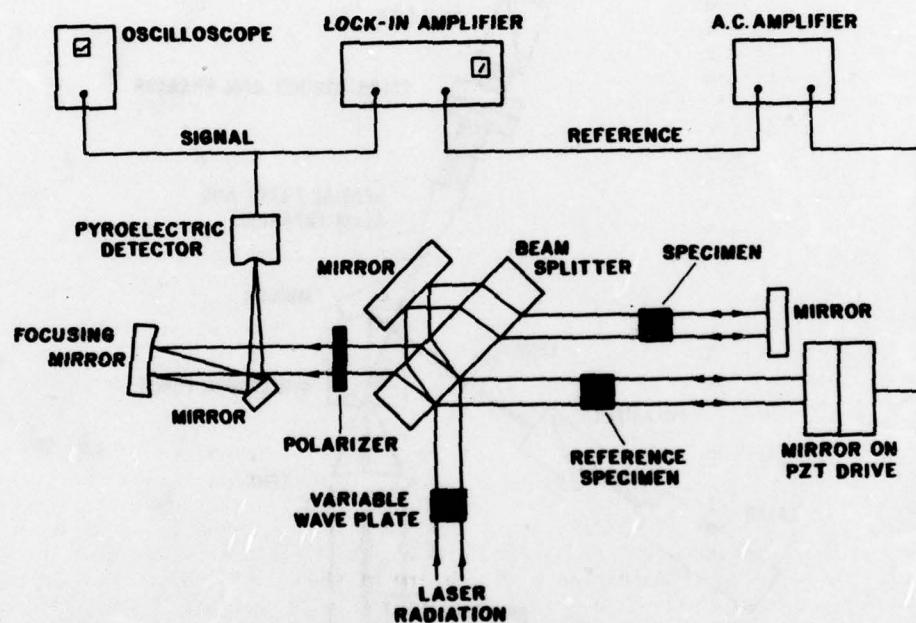 OSCILLOSCOPE
LOCK-IN AMPLIFIER
A.C. AMPLIFIER
SIGNAL
REFERENCE
PYROELECTRIC
DETECTOR
MIRROR
BEAM
SPLITTER
SPECIMEN
MIRROR
FOCUSING
MIRROR
MIRROR
POLARIZER
REFERENCE
SPECIMEN
MIRROR ON
PZT DRIVE
VARIABLE
WAVE PLATE
LASER
RADIATION